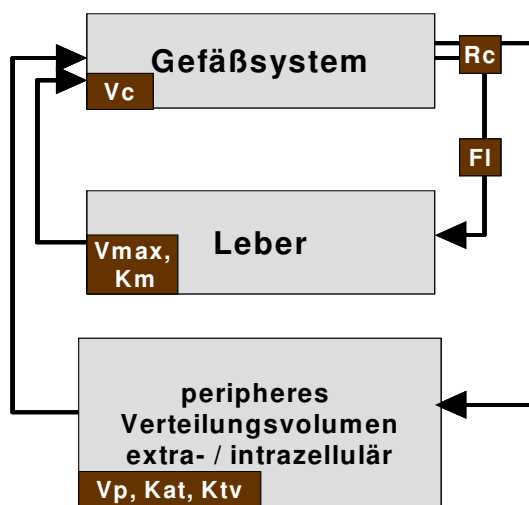 Gefäßsystem
Rc
Vc
Fl
Leber
Vmax,
Km
peripheres
Verteilungsvolumen
extra- / intrazellulär
Vp, Kat, Ktv